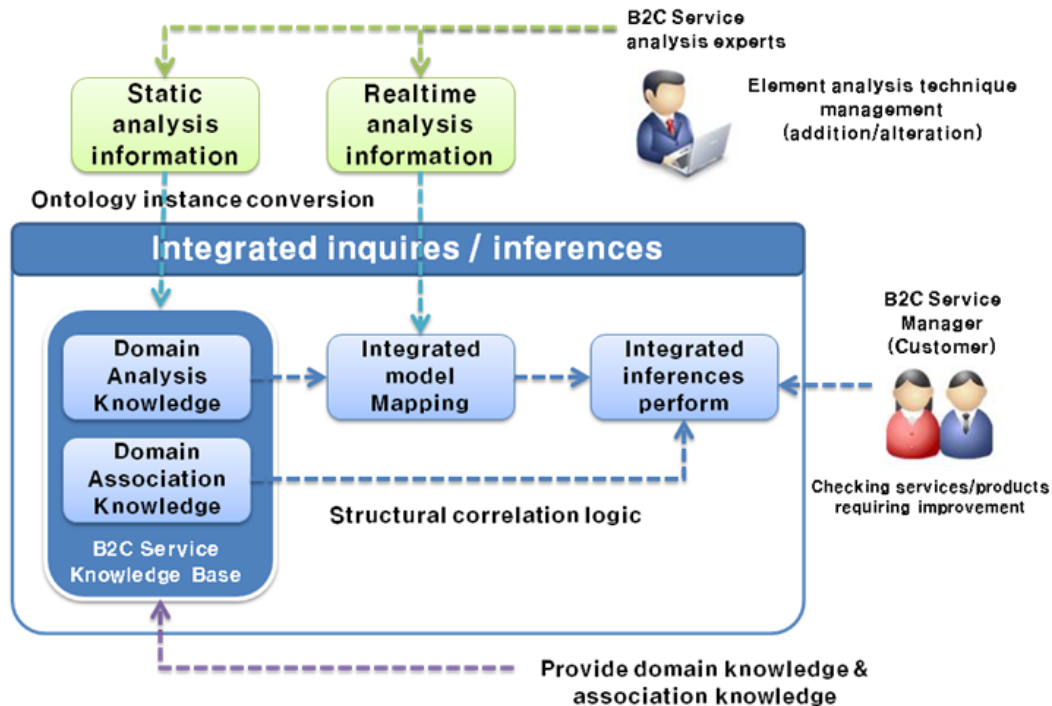 B2C Service
analysis experts
Static
analysis
information
Realtime
analysis
information
Element analysis technique
management
(addition/alteration)
Ontology instance conversion
Integrated inquires / inferences
Domain
Analysis
Knowledge
Integrated
model
Mapping
Integrated
inferences
perform
B2C Service
Manager
(Customer)
Domain
Association
Knowledge
Structural correlation logic
Checking services/products
requiring improvement
B2C Service
Knowledge Base
Provide domain knowledge &
association knowledge